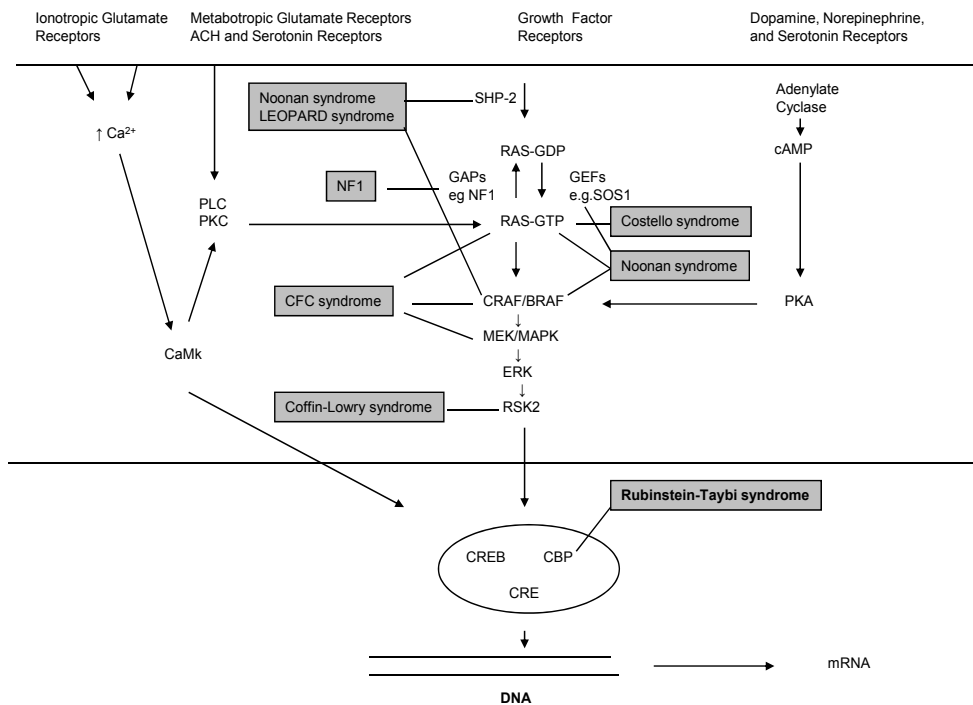 Ionotropic Glutamate
Receptors
Metabotropic Glutamate Receptors
ACH and Serotonin Receptors
Growth Factor
Receptors
Dopamine, Norepinephrine,
and Serotonin Receptors
Noonan syndrome
LEOPARD syndrome
SHP-2
Adenylate
Cyclase
↑ Ca²⁺
cAMP
RAS-GDP
NF1
GAPs
eg NF1
GEFs
e.g.SOS1
PLC
PKC
RAS-GTP
Costello syndrome
Noonan syndrome
CFC syndrome
CRAF/BRAF
PKA
↓
MEK/MAPK
CaMk
↓
ERK
↓
Coffin-Lowry syndrome
RSK2
Rubinstein-Taybi syndrome
CREB
CBP
CRE
mRNA
DNA